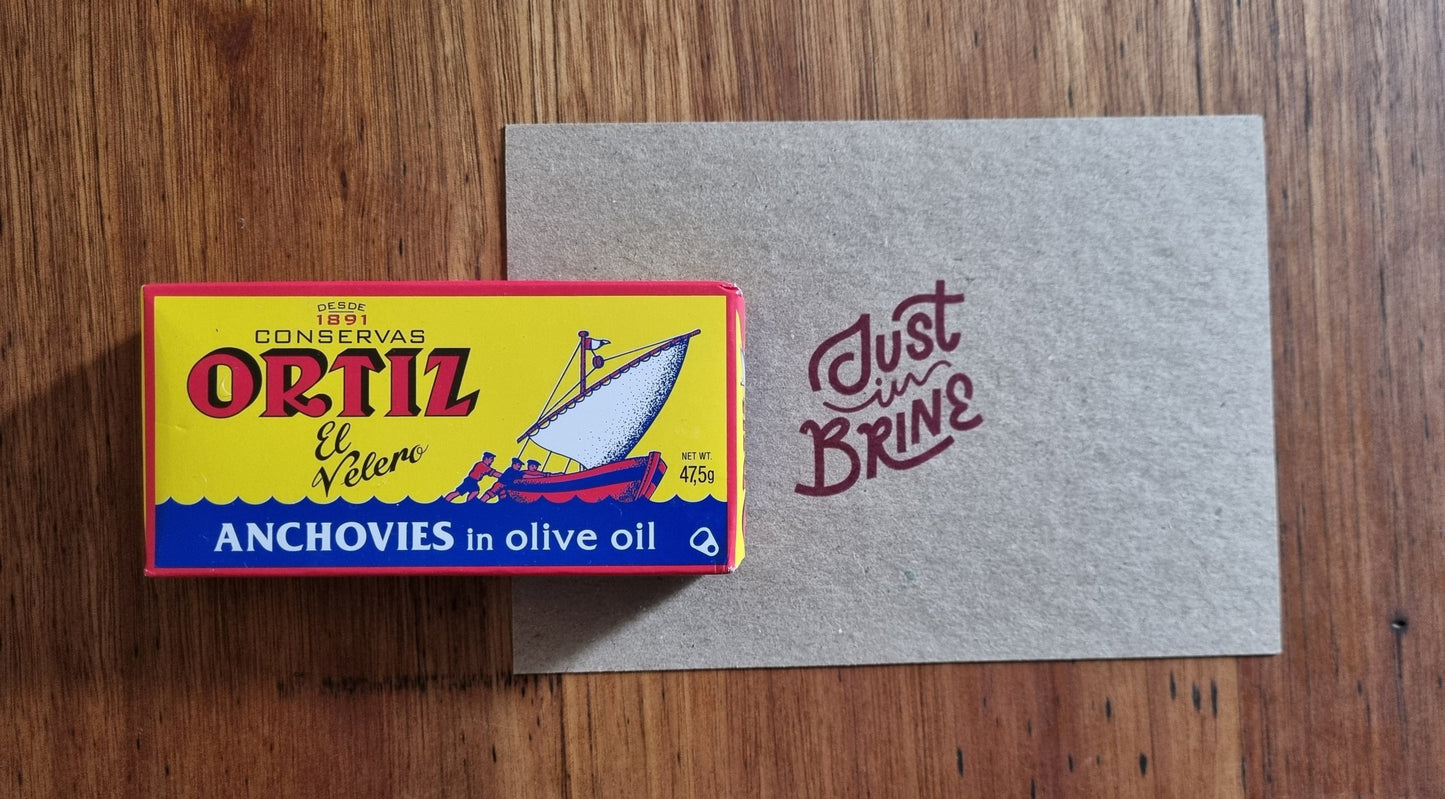 DESDE
1891
CONSERVAS
ORTIZ
El
Velero
NET WT.
47,5g
ANCHOVIES in olive oil
Just
in
BRINE